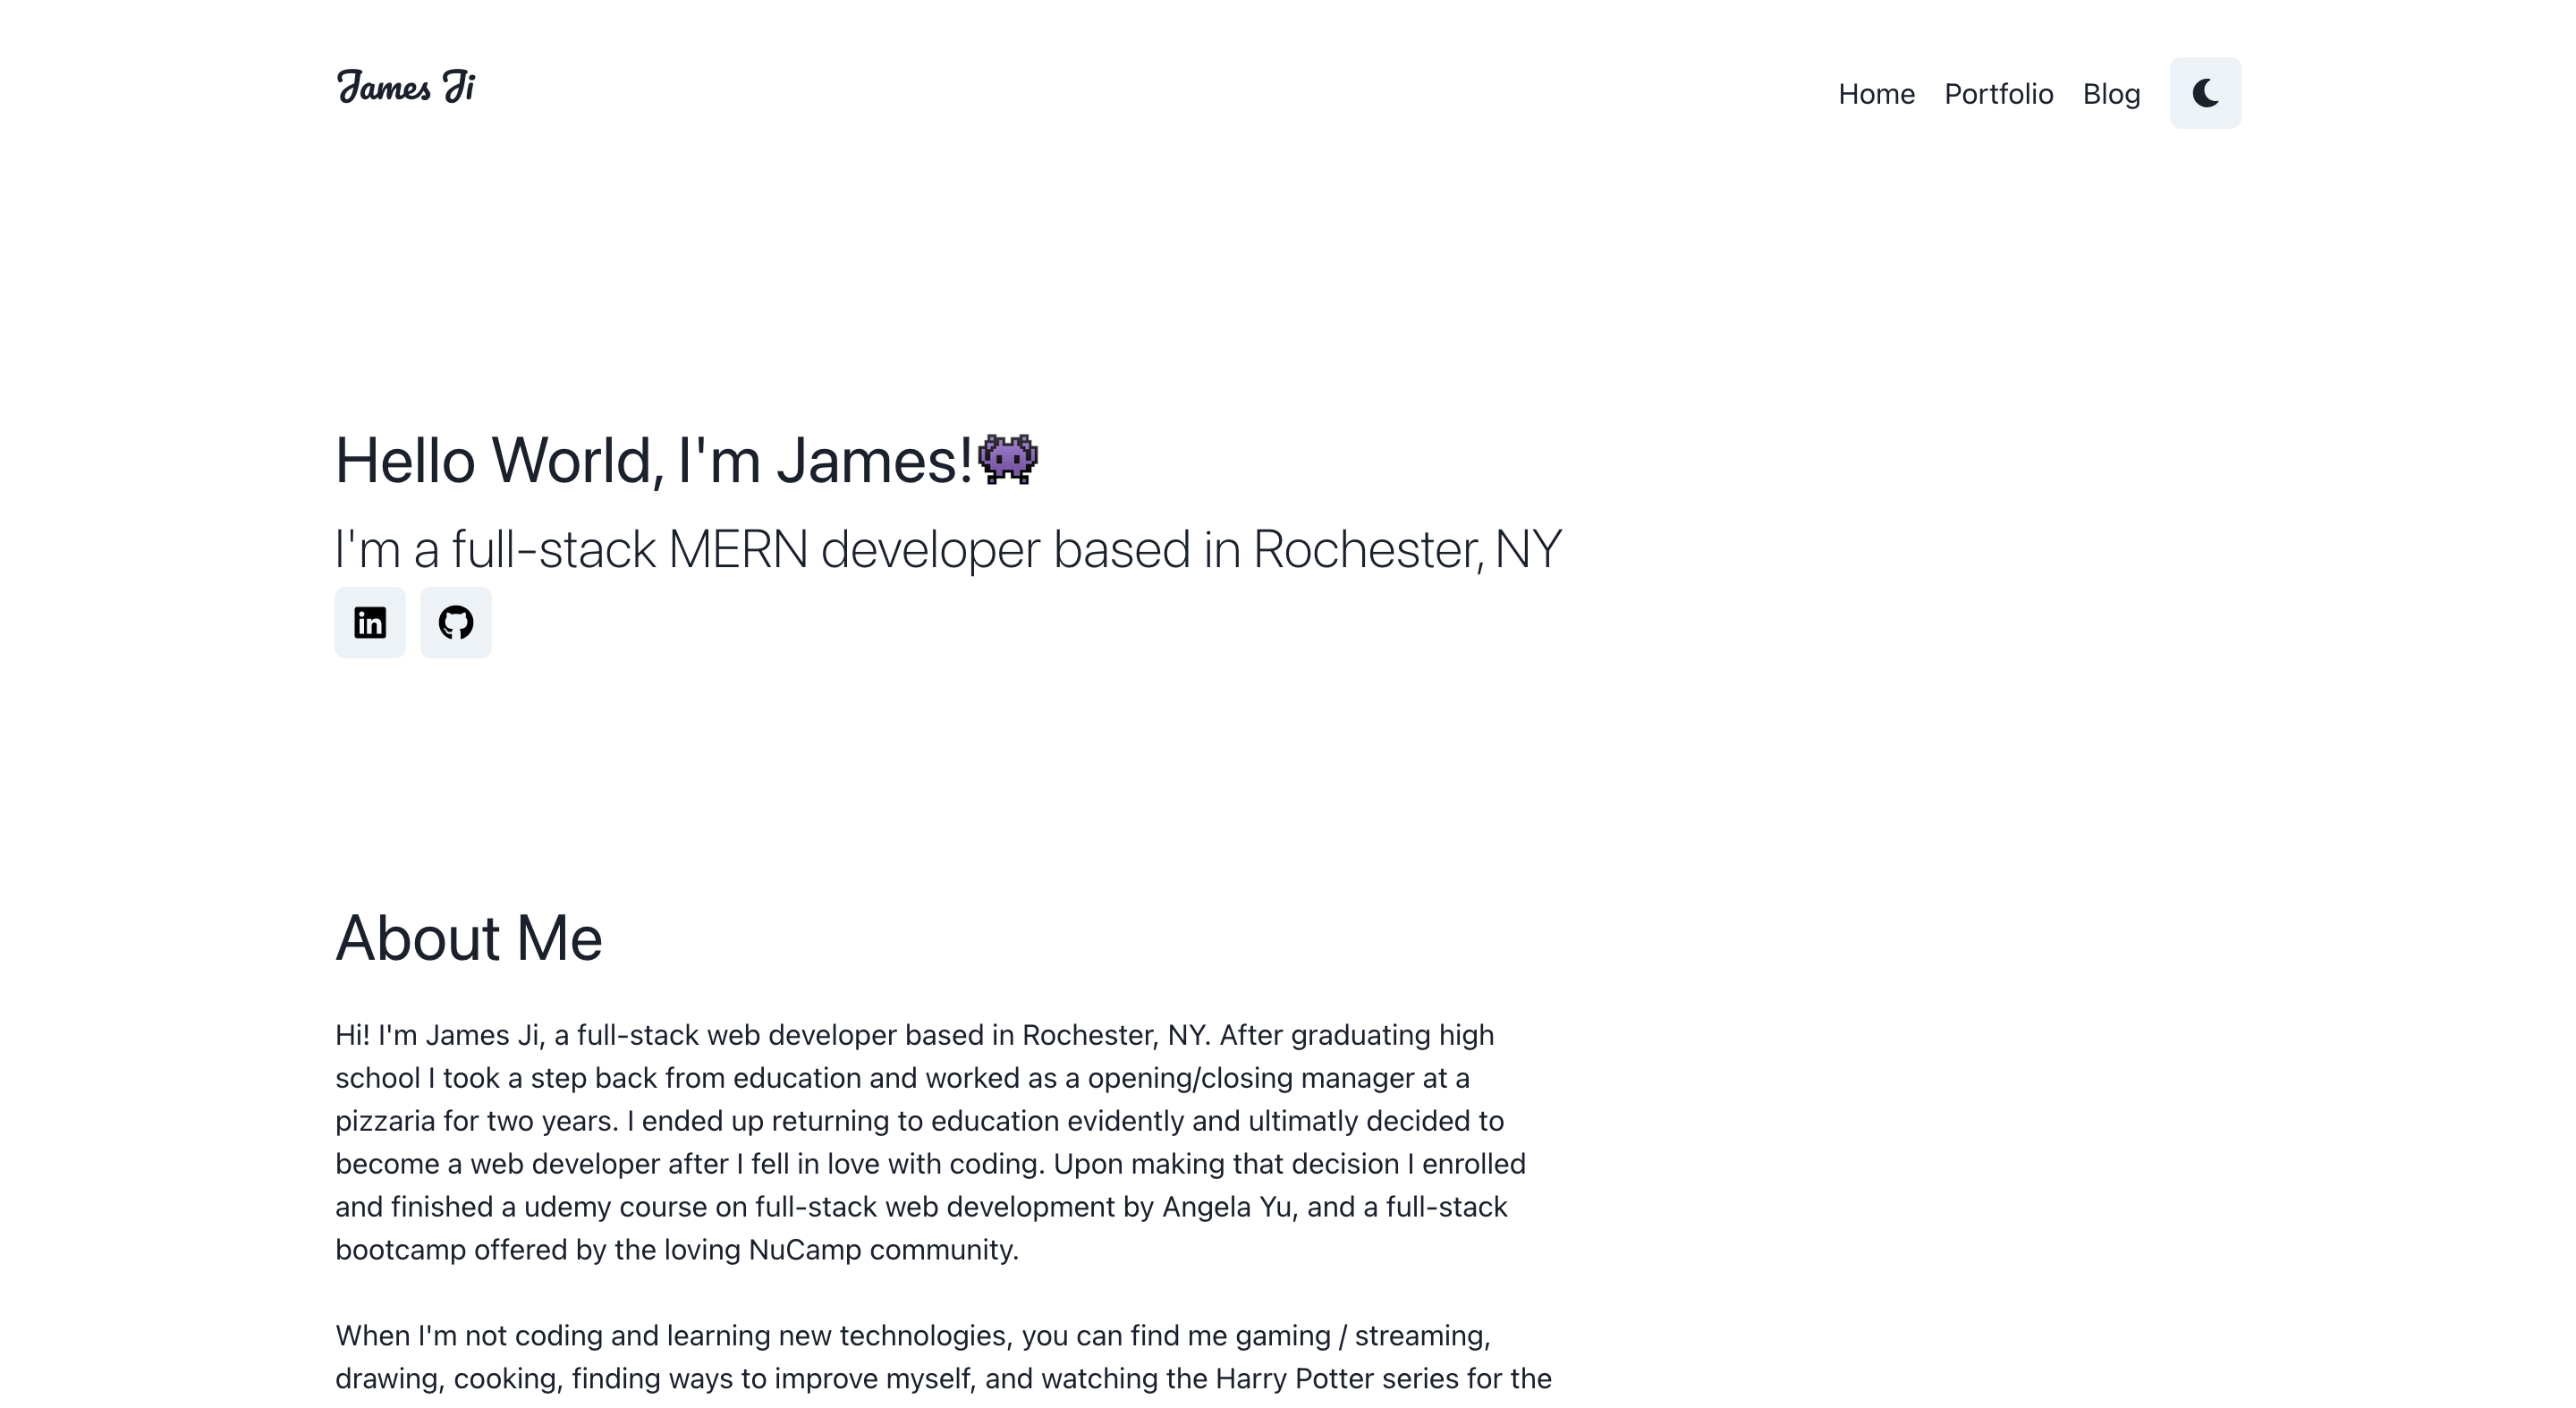 James Ji
Home Portfolio Blog
Hello World, I'm James!👾
I'm a full-stack MERN developer based in Rochester, NY
in
About Me
Hi! I'm James Ji, a full-stack web developer based in Rochester, NY. After graduating high
school I took a step back from education and worked as a opening/closing manager at a
pizzaria for two years. I ended up returning to education evidently and ultimatly decided to
become a web developer after I fell in love with coding. Upon making that decision I enrolled
and finished a udemy course on full-stack web development by Angela Yu, and a full-stack
bootcamp offered by the loving NuCamp community.
When I'm not coding and learning new technologies, you can find me gaming / streaming,
drawing, cooking, finding ways to improve myself, and watching the Harry Potter series for the